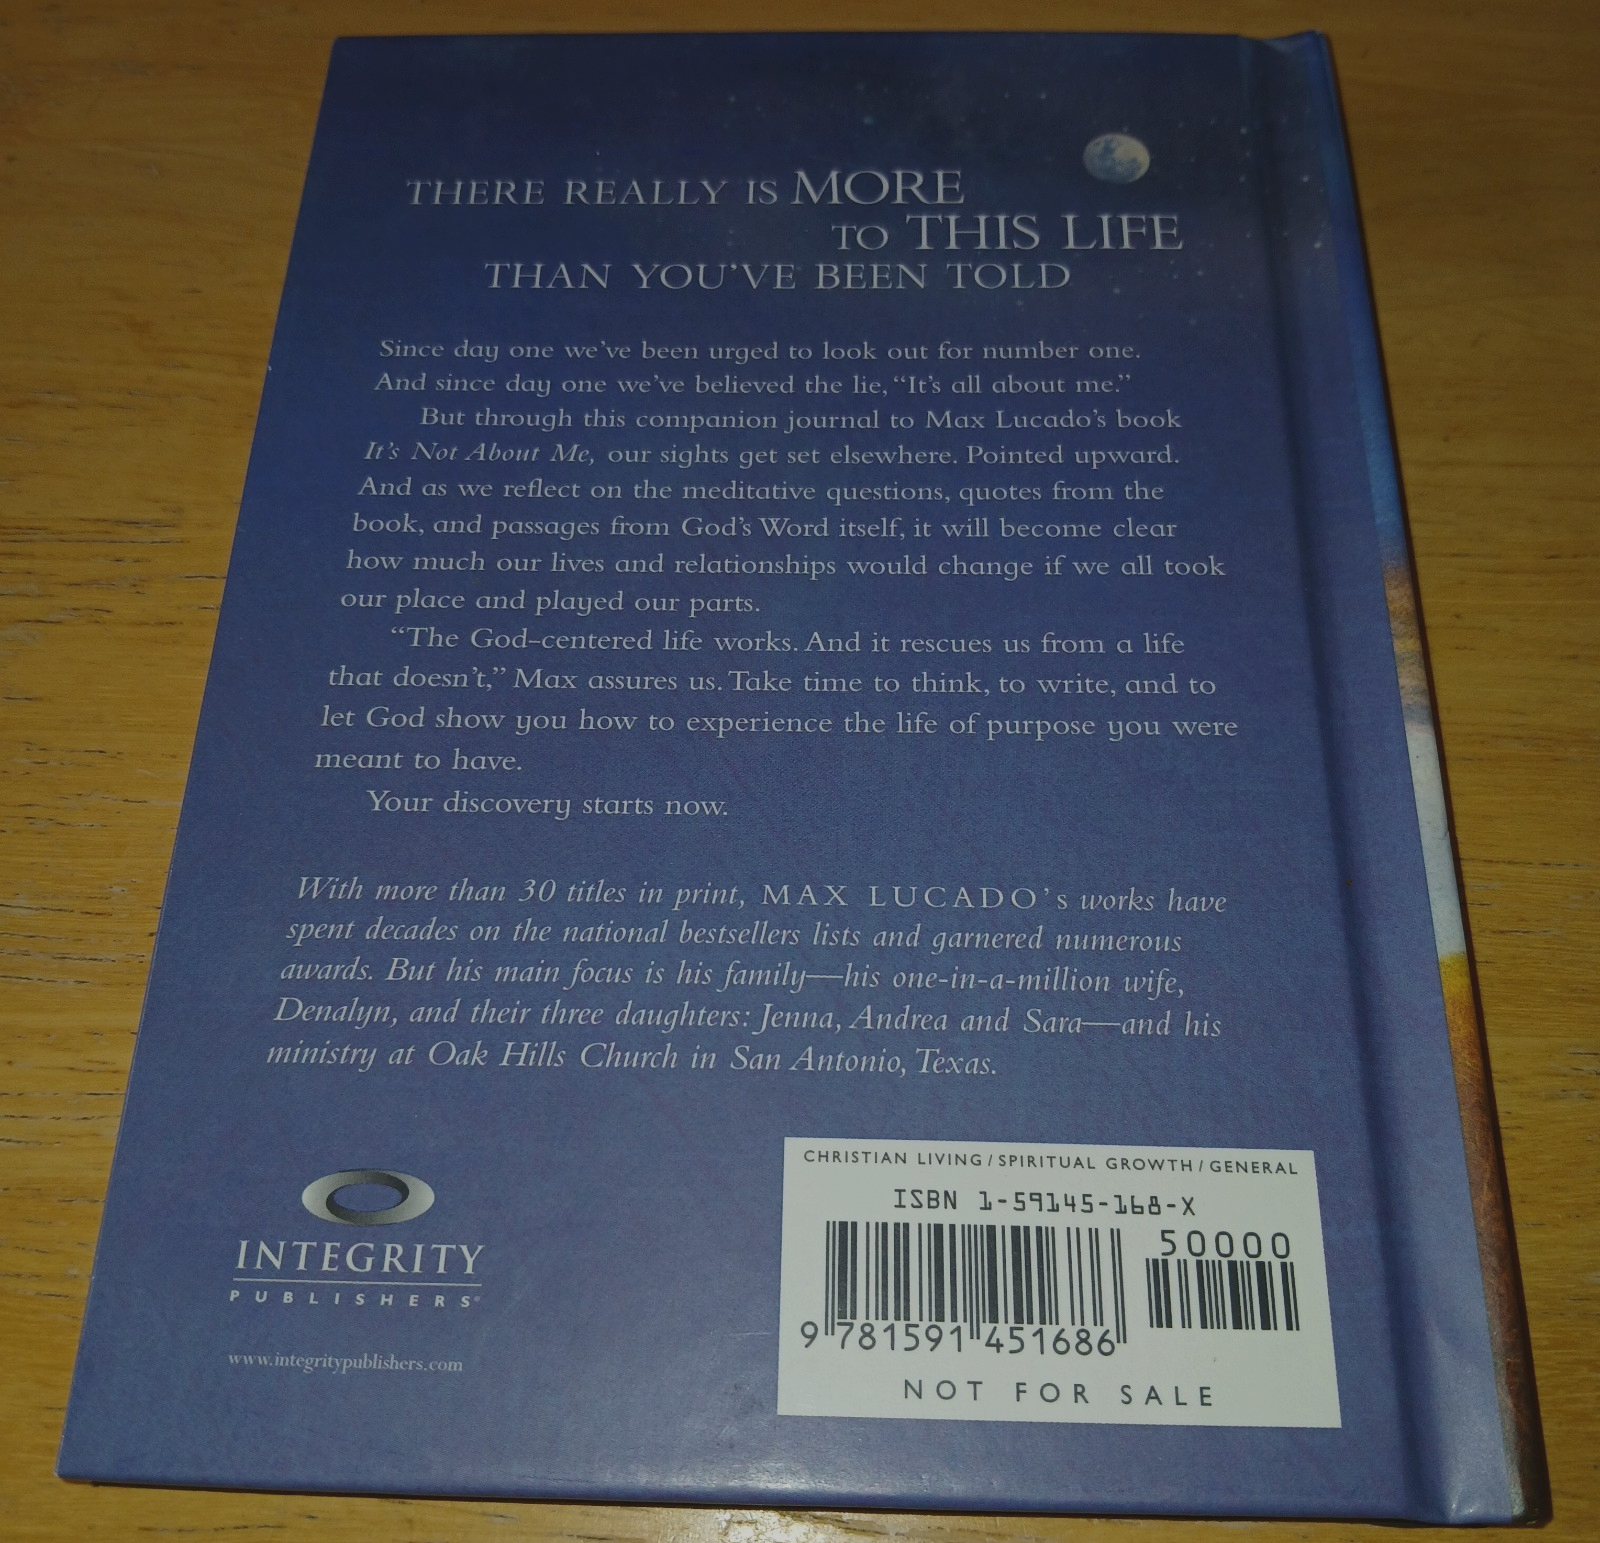 THERE REALLY IS MORE
TO THIS LIFE
THAN YOU'VE BEEN TOLD
Since day one we've been urged to look out for number one.
And since day one we've believed the lie, “It's all about me.”
But through this companion journal to Max Lucado's book
It's Not About Me, our sights get set elsewhere. Pointed upward.
And as we reflect on the meditative questions, quotes from the
book, and passages from God's Word itself, it will become clear
how much our lives and relationships would change if we all took
our place and played our parts.
“The God-centered life works. And it rescues us from a life
that doesn't,” Max assures us. Take time to think, to write, and to
let God show you how to experience the life of purpose you were
meant to have.
Your discovery starts now.
With more than 30 titles in print, MAX LUCADO's works have
spent decades on the national bestsellers lists and garnered numerous
awards. But his main focus is his family—his one-in-a-million wife,
Denalyn, and their three daughters: Jenna, Andrea and Sara—and his
ministry at Oak Hills Church in San Antonio, Texas.
INTEGRITY
PUBLISHERS®
www.integritypublishers.com
CHRISTIAN LIVING/SPIRITUAL GROWTH/GENERAL
ISBN 1-59145-168-X
50000
9 781591 451686
NOT FOR SALE